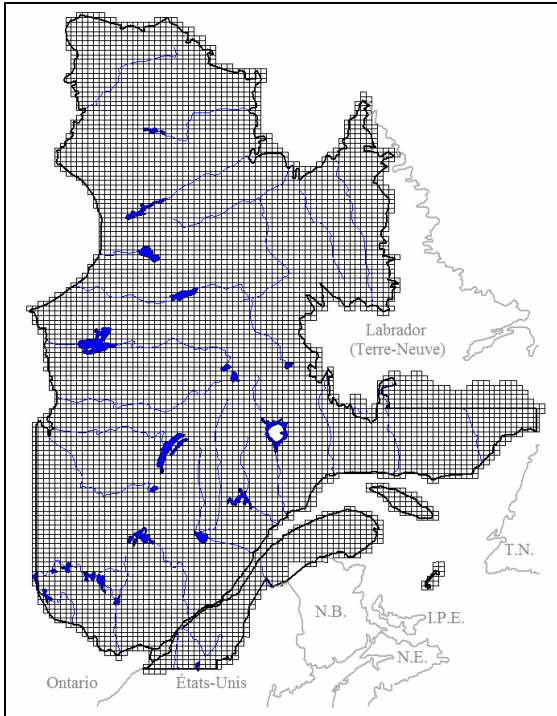 Labrador
(Terre-Neuve)
T.N.
N.B.
I.P.E.
N.E.
Ontario
États-Unis